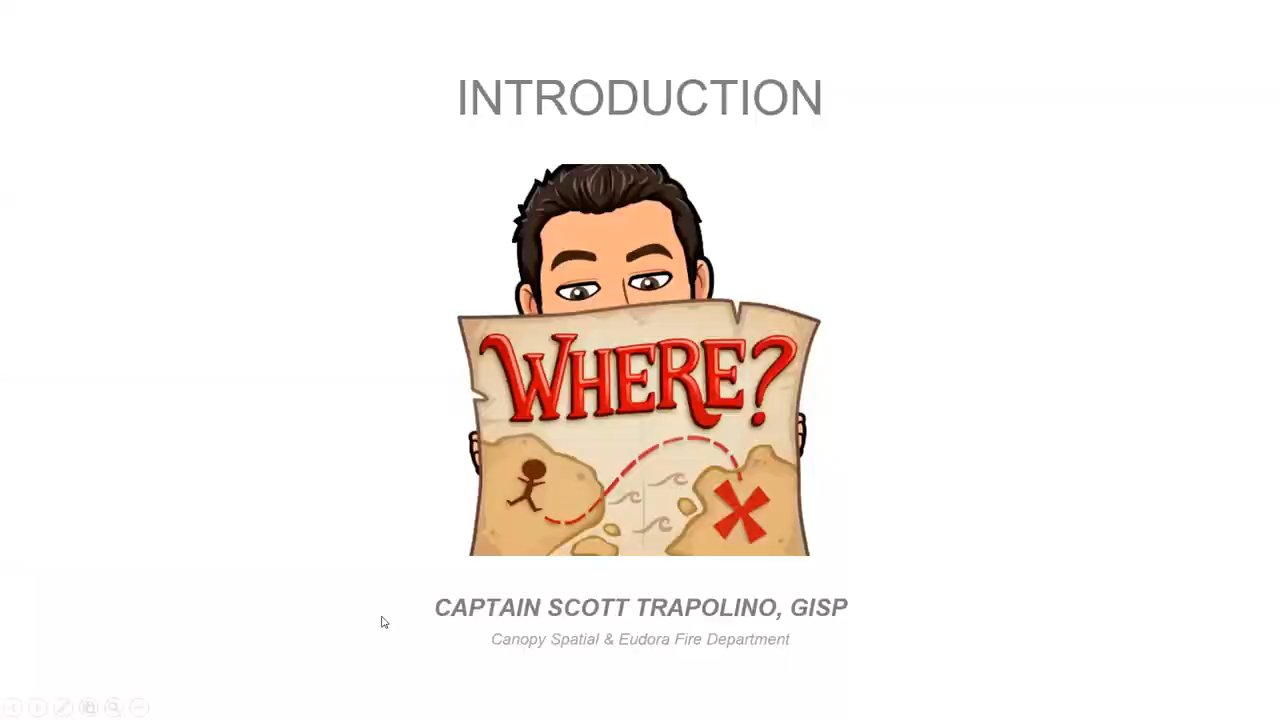 INTRODUCTION
WHERE?
CAPTAIN SCOTT TRAPOLINO, GISP
Canopy Spatial & Eudora Fire Department